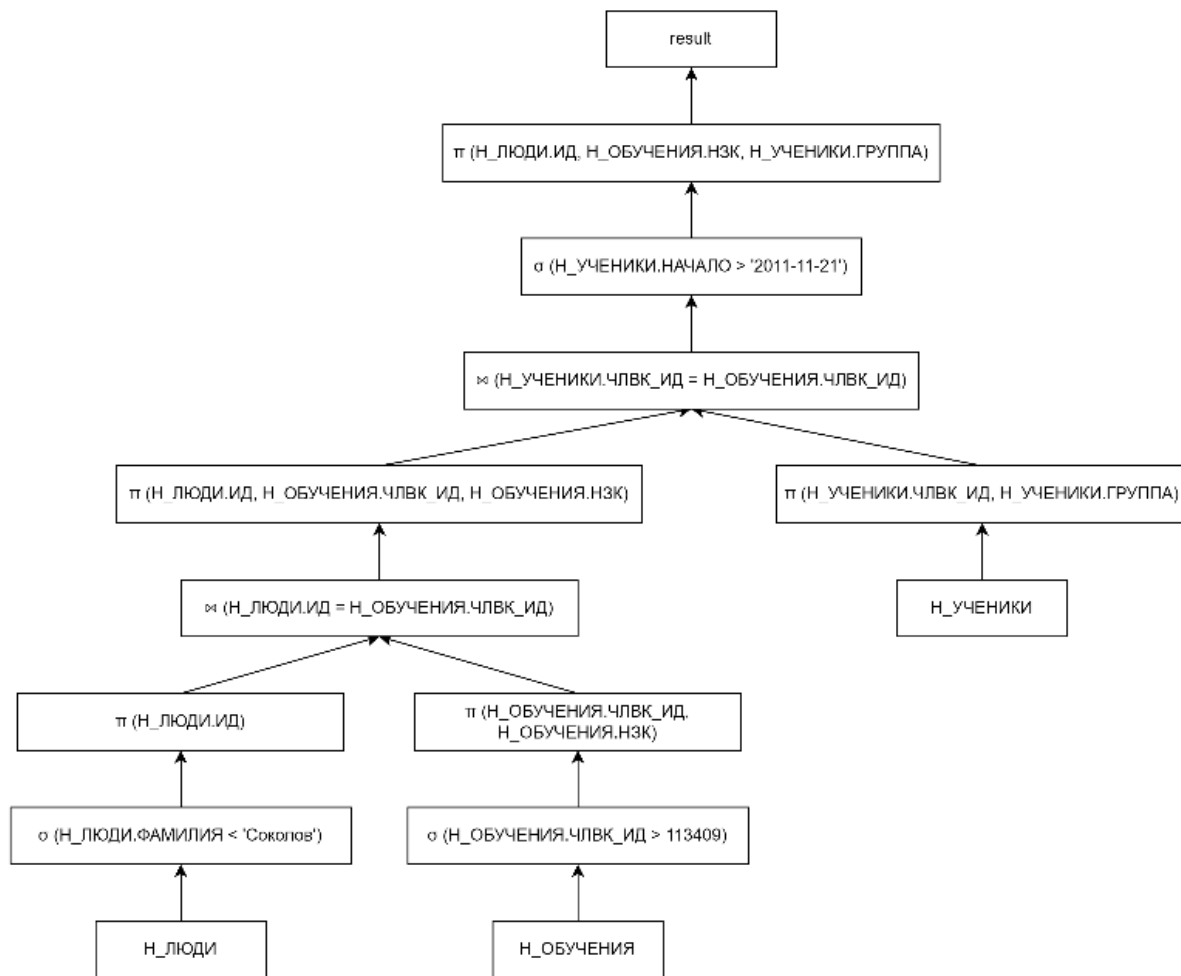 result
π (Н_ЛЮДИ.ИД, Н_ОБУЧЕНИЯ.НЗК, Н_УЧЕНИКИ.ГРУППА)
σ (Н_УЧЕНИКИ.НАЧАЛО > '2011-11-21')
⋈ (Н_УЧЕНИКИ.ЧЛВК_ИД = Н_ОБУЧЕНИЯ.ЧЛВК_ИД)
π (Н_ЛЮДИ.ИД, Н_ОБУЧЕНИЯ.ЧЛВК_ИД, Н_ОБУЧЕНИЯ.НЗК)
π (Н_УЧЕНИКИ.ЧЛВК_ИД, Н_УЧЕНИКИ.ГРУППА)
⋈ (Н_ЛЮДИ.ИД = Н_ОБУЧЕНИЯ.ЧЛВК_ИД)
Н_УЧЕНИКИ
π (Н_ЛЮДИ.ИД)
π (Н_ОБУЧЕНИЯ.ЧЛВК_ИД,
Н_ОБУЧЕНИЯ.НЗК)
σ (Н_ЛЮДИ.ФАМИЛИЯ < 'Соколов')
σ (Н_ОБУЧЕНИЯ.ЧЛВК_ИД > 113409)
Н_ЛЮДИ
Н_ОБУЧЕНИЯ